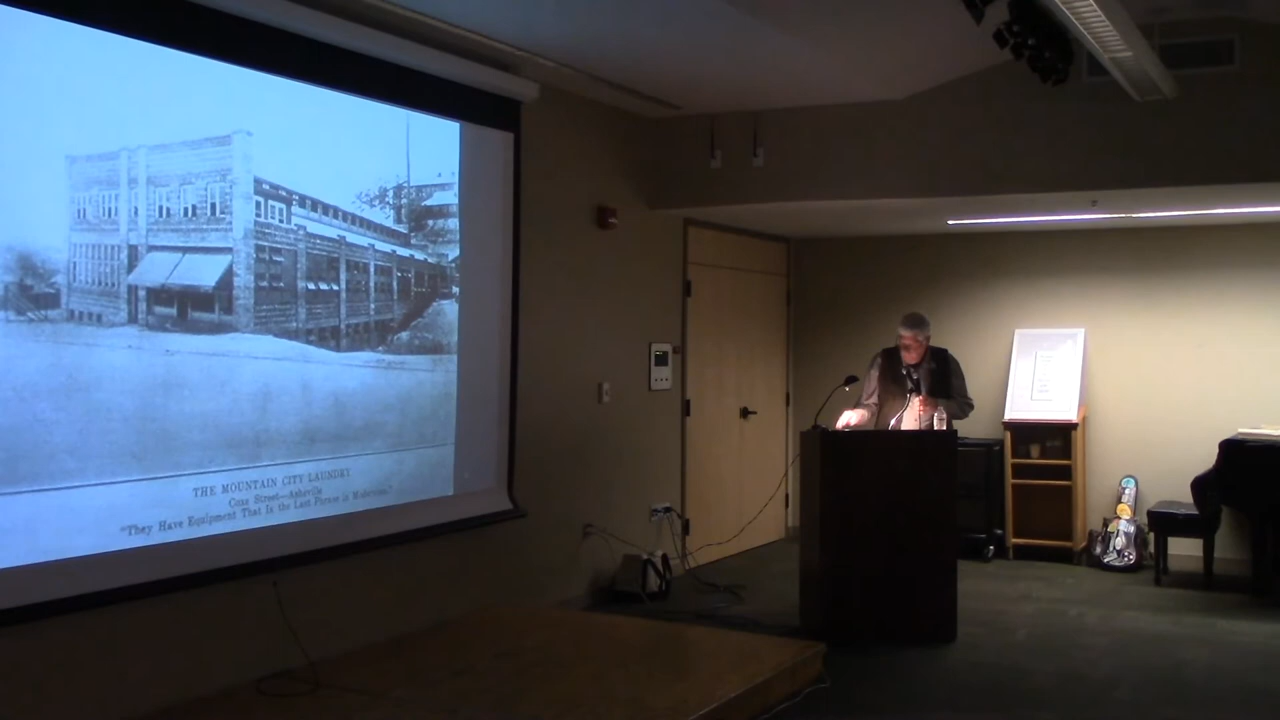 THE MOUNTAIN CITY LAUNDRY
Coxe Street—Asheville
"They Have Equipment That Is the Last Phrase in Modernism."